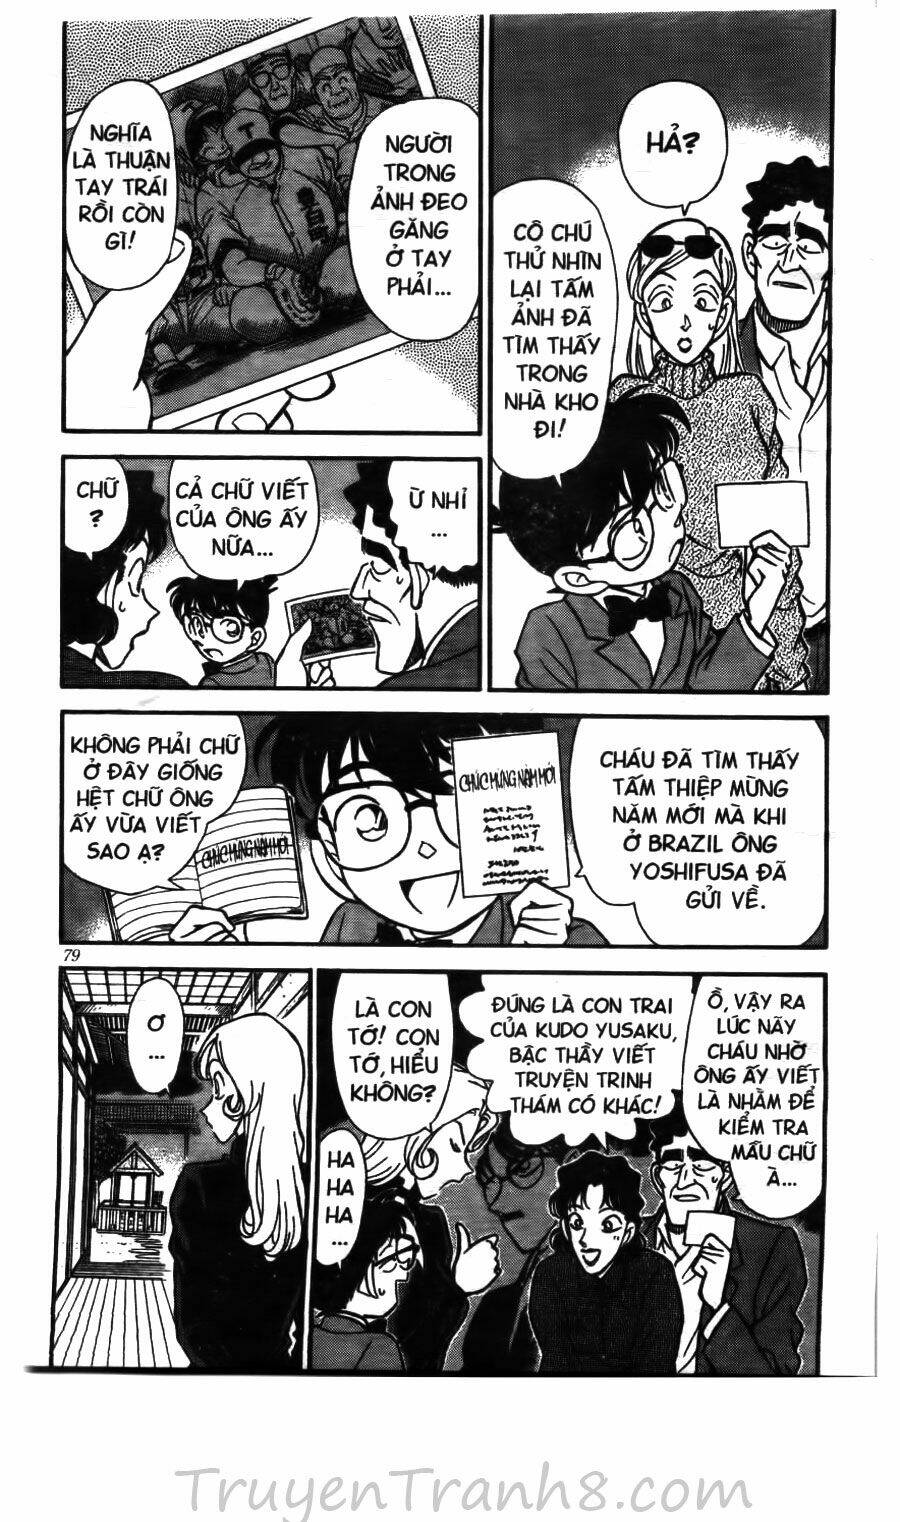 HẢ?
CÔ CHÚ
THỬ NHÌN
LẠI TẤM
ẢNH ĐÃ
TÌM THẤY
TRONG
NHÀ KHO
ĐI!
NGƯỜI
TRONG
ẢNH ĐEO
GĂNG
Ở TAY
PHẢI...
NGHĨA
LÀ THUẬN
TAY TRÁI
RỒI CÒN
GÌ!
Ừ NHỈ
...
CẢ CHỮ VIẾT
CỦA ÔNG ẤY
NỮA...
CHỮ
?
CHÁU ĐÃ TÌM THẤY
TẤM THIỆP MỪNG
NĂM MỚI MÀ KHI
Ở BRAZIL ÔNG
YOSHIFUSA ĐÃ
GỬI VỀ.
CHÚC MỪNG NĂM MỚI
KHÔNG PHẢI CHỮ
Ở ĐÂY GIỐNG
HỆT CHỮ ÔNG
ẤY VỪA VIẾT
SAO Ạ?
CHÚC MỪNG NĂM MỚI
79
Ồ, VẬY RA
LÚC NÃY
CHÁU NHỜ
ÔNG ẤY VIẾT
LÀ NHẰM ĐỂ
KIỂM TRA
MẪU CHỮ
À...
ĐÚNG LÀ CON TRAI
CỦA KUDO YUSAKU,
BẬC THẦY VIẾT
TRUYỆN TRINH
THÁM CÓ KHÁC!
LÀ CON
TỚ! CON
TỚ, HIỂU
KHÔNG?
HA
HA
HA
...
Ơ
...
TruyenTranh8.com